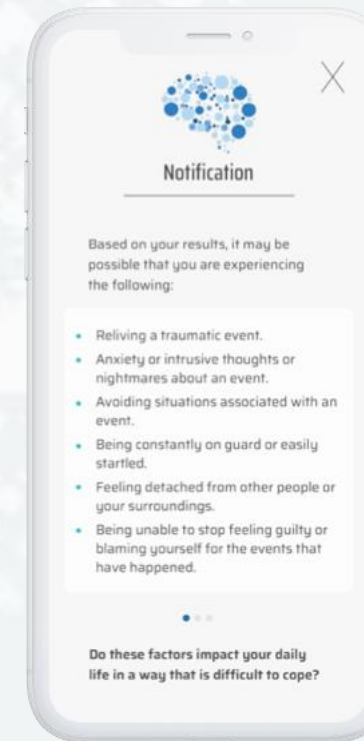 Notification
Based on your results, it may be
possible that you are experiencing
the following:
• Reliving a traumatic event.
• Anxiety or intrusive thoughts or
nightmares about an event.
• Avoiding situations associated with an
event.
• Being constantly on guard or easily
startled.
• Feeling detached from other people or
your surroundings.
• Being unable to stop feeling guilty or
blaming yourself for the events that
have happened.
Do these factors impact your daily
life in a way that is difficult to cope?